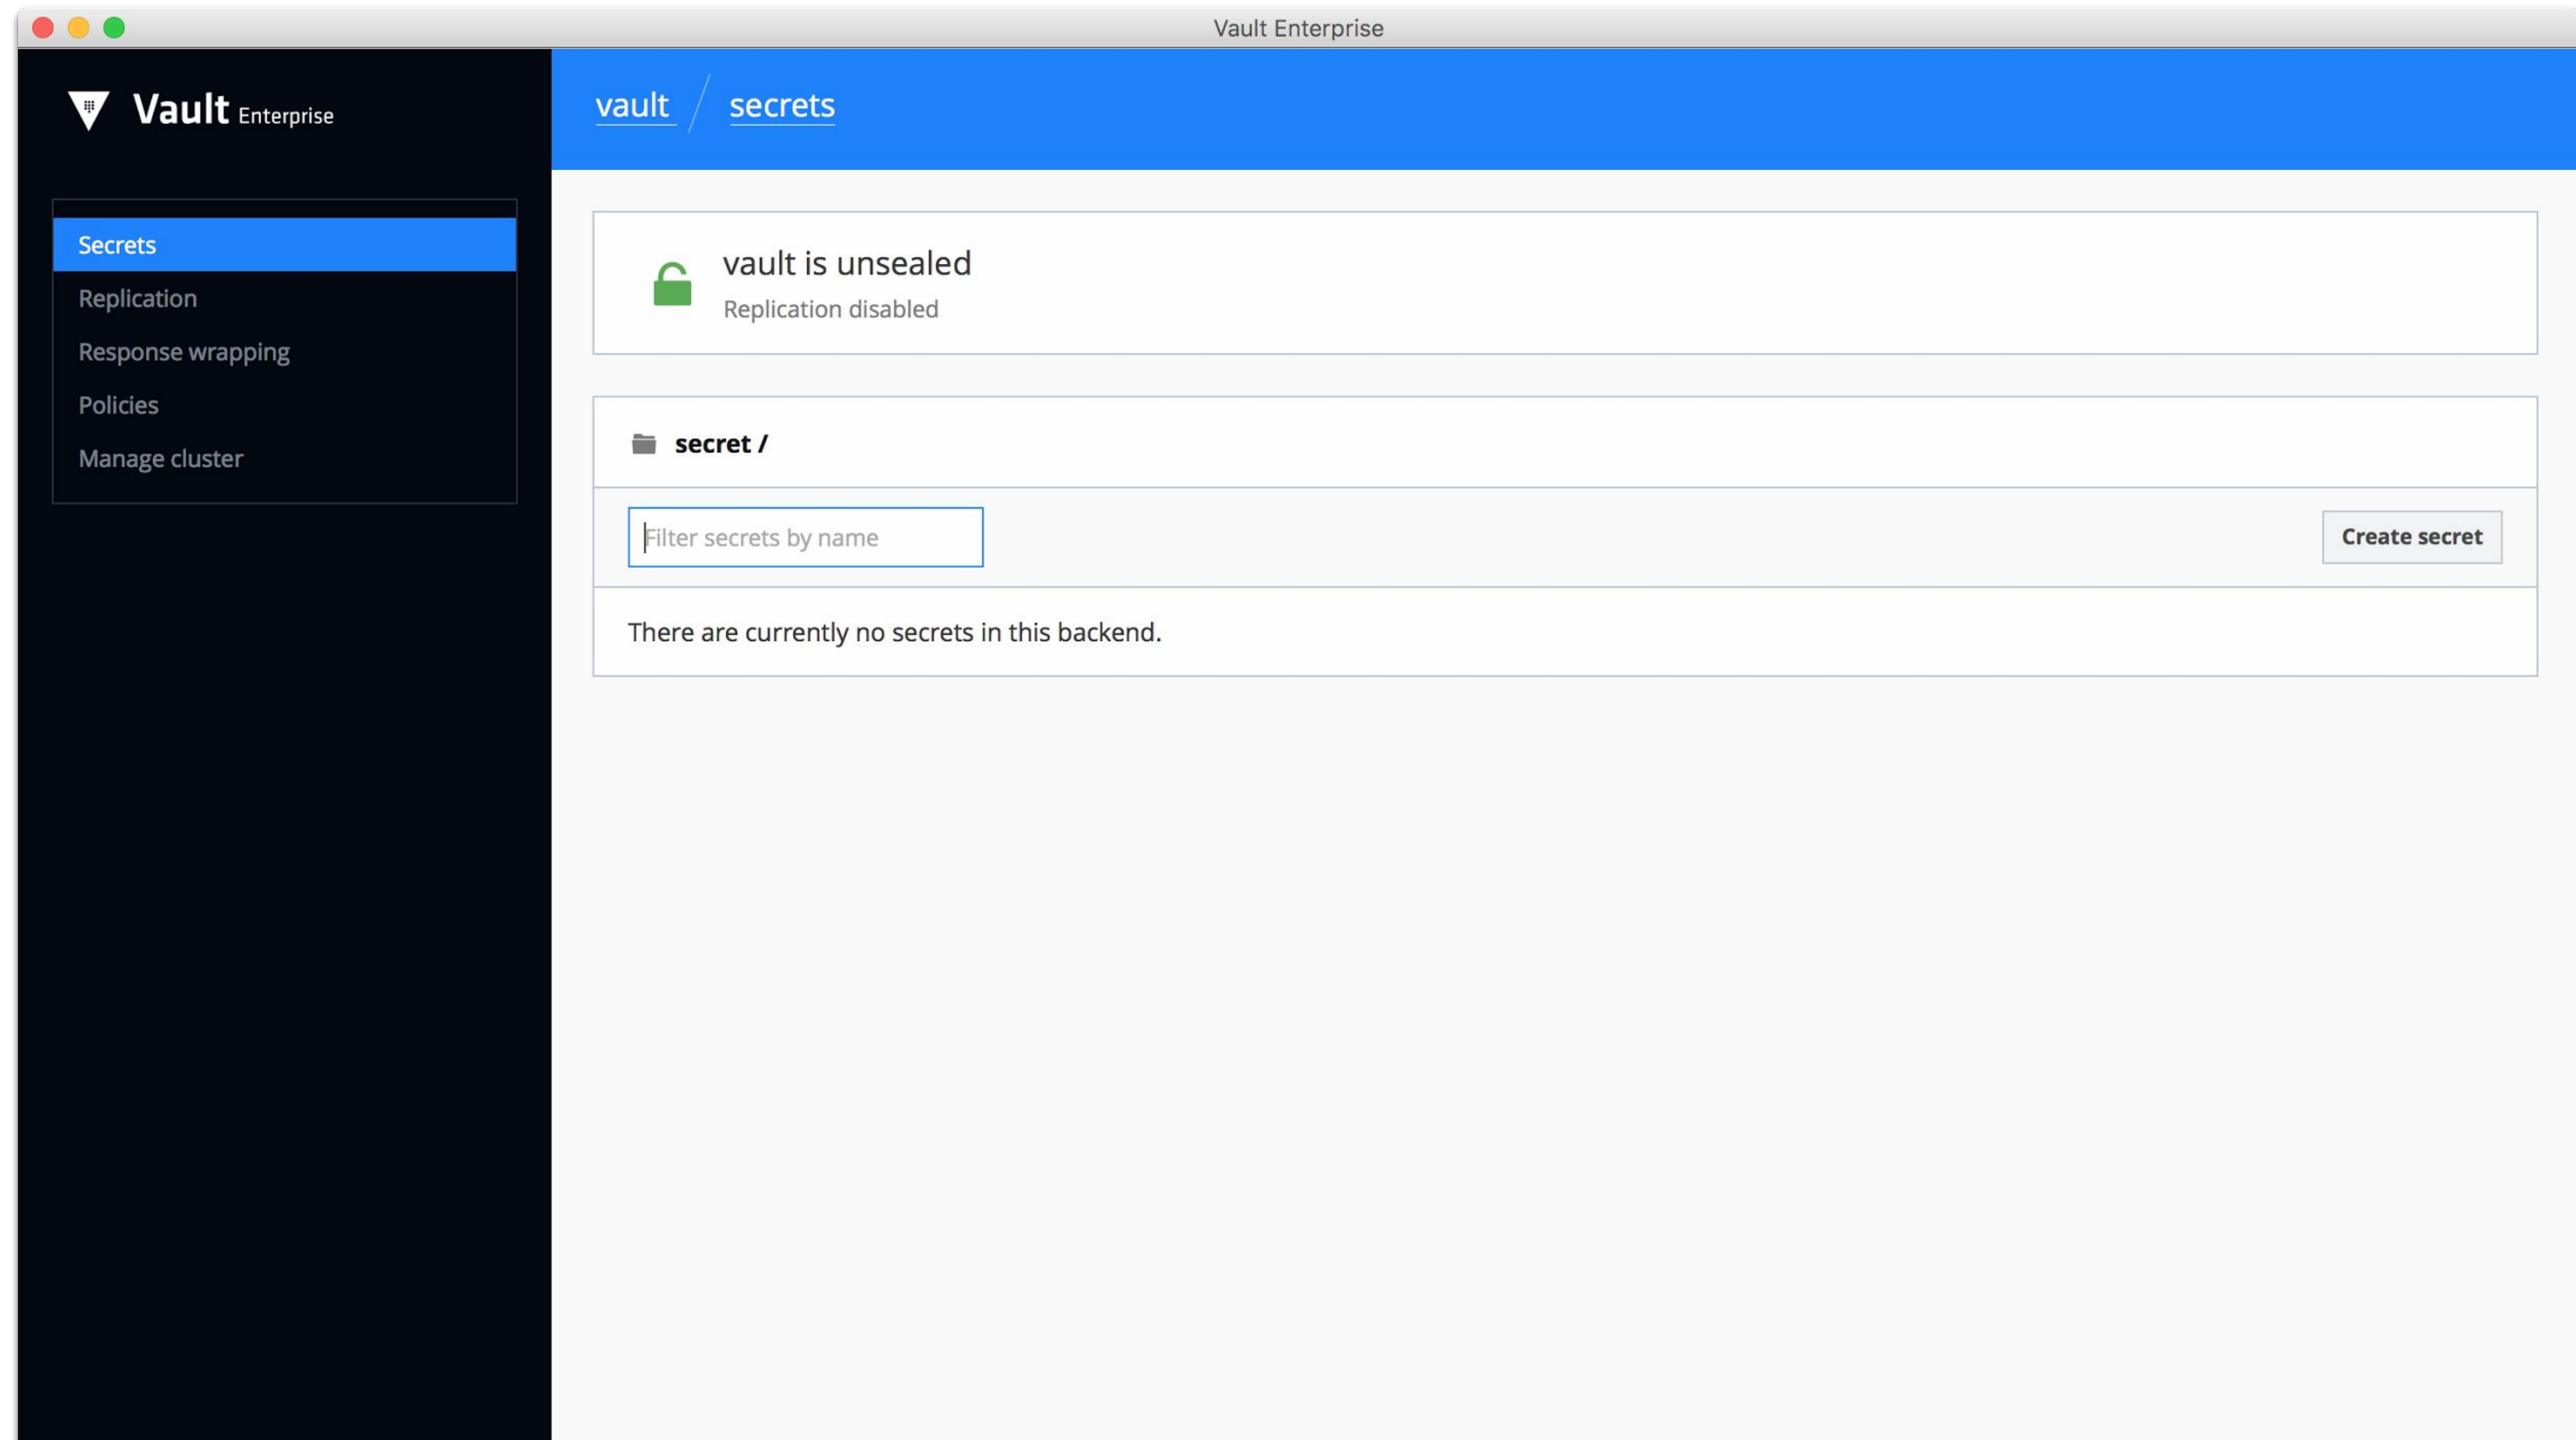 Vault Enterprise
Vault Enterprise
vault / secrets
Secrets
Replication
Response wrapping
Policies
Manage cluster
vault is unsealed
Replication disabled
secret /
Filter secrets by name
Create secret
There are currently no secrets in this backend.